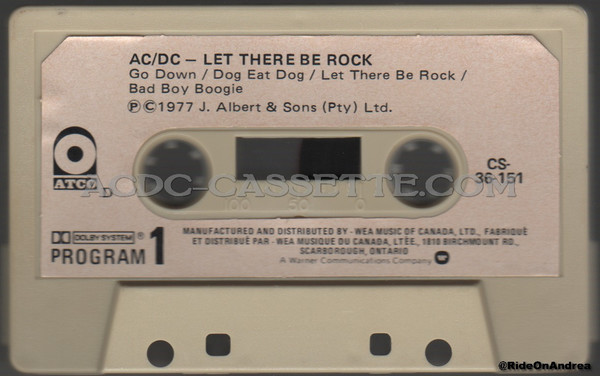 AC/DC – LET THERE BE ROCK
Go Down / Dog Eat Dog / Let There Be Rock /
Bad Boy Boogie
Ⓟ©1977 J. Albert & Sons (Pty) Ltd.
ATCO
D
CS-
36-151
ACDC-CASSETTE.COM
100 50 0
DOLBY SYSTEM®
PROGRAM 1
MANUFACTURED AND DISTRIBUTED BY - WEA MUSIC OF CANADA, LTD., FABRIQUÉ
ET DISTRIBUÉ PAR - WEA MUSIQUE DU CANADA, LTÉE., 1810 BIRCHMOUNT RD.,
SCARBOROUGH, ONTARIO
A Warner Communications Company
@RideOnAndrea